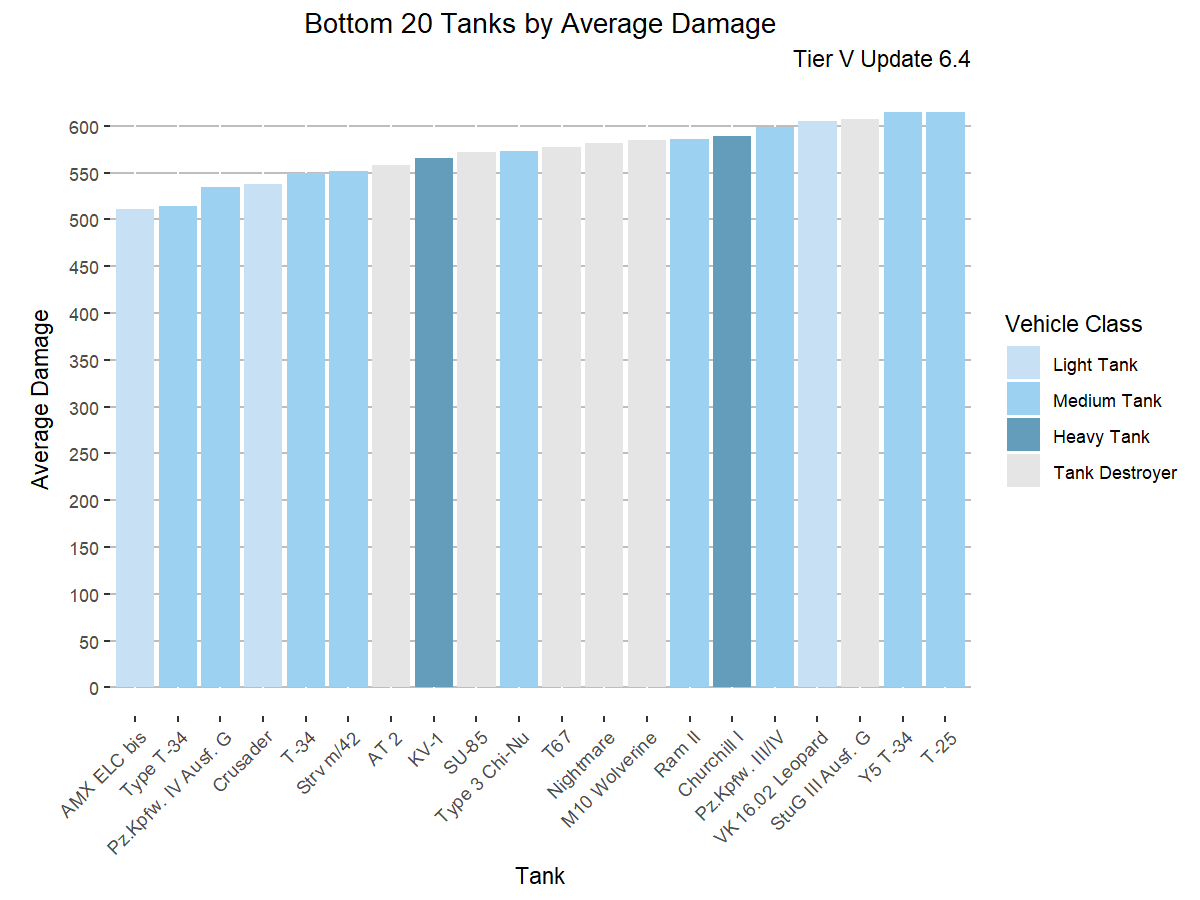 Bottom 20 Tanks by Average Damage
Tier V Update 6.4
Average Damage
600
550
500
450
400
350
300
250
200
150
100
50
0
AMX ELC bis
Type T-34
Pz.Kpfw. IV Ausf. G
Crusader
T-34
Strv m/42
AT 2
KV-1
SU-85
Type 3 Chi-Nu
T67
Nightmare
M10 Wolverine
Ram II
Churchill I
Pz.Kpfw. III/IV
VK 16.02 Leopard
StuG III Ausf. G
Y5 T-34
T-25
Tank
Vehicle Class
Light Tank
Medium Tank
Heavy Tank
Tank Destroyer